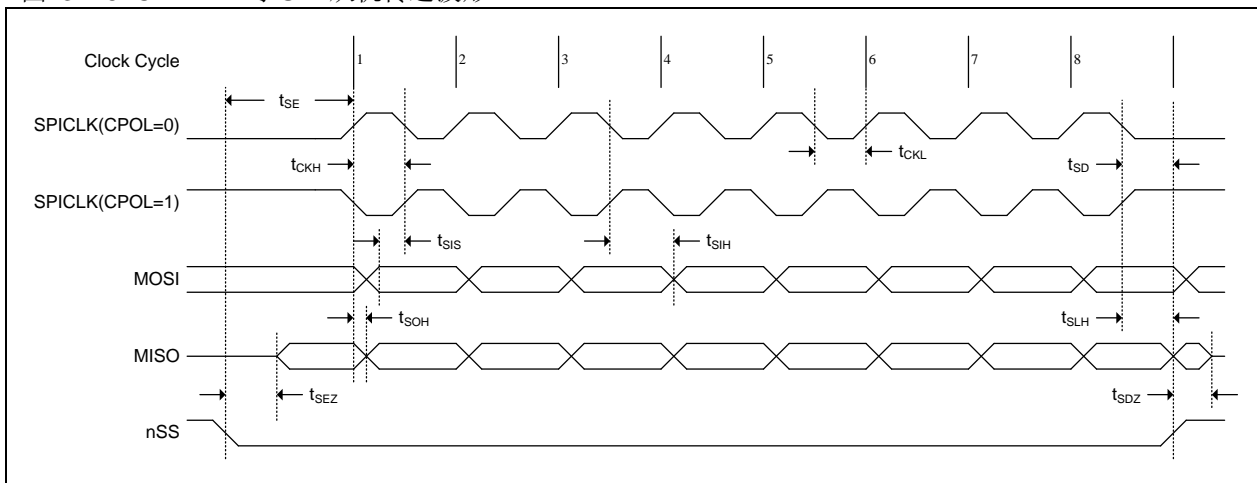 Clock Cycle 1 2 3 4 5 6 7 8
tSE
SPICLK(CPOL=0)
tCKH tCKL tSD
SPICLK(CPOL=1)
tSIS tSIH
MOSI
tSOH tSLH
MISO
tSEZ tSDZ
nSS